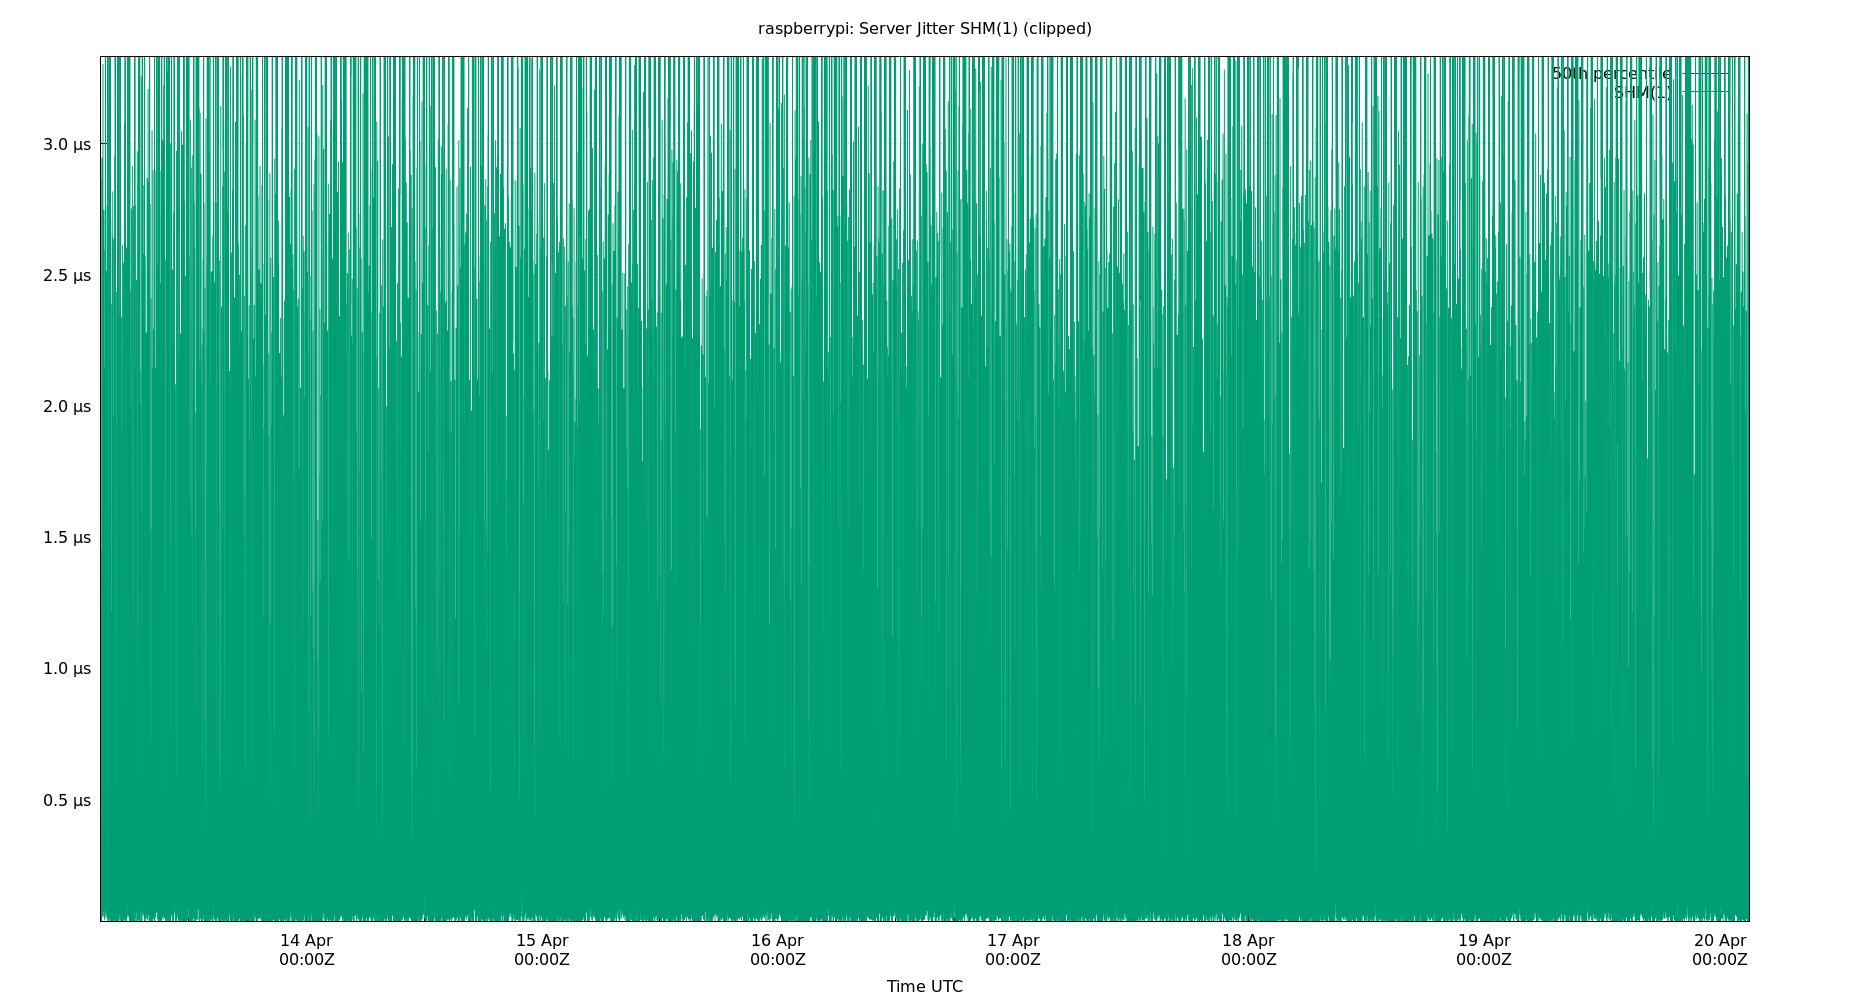 raspberrypi: Server Jitter SHM(1) (clipped)
50th percentile
SHM(1)
3.0 µs
2.5 µs
2.0 µs
1.5 µs
1.0 µs
0.5 µs
14 Apr 15 Apr 16 Apr 17 Apr 18 Apr 19 Apr 20 Apr
00:00Z 00:00Z 00:00Z 00:00Z 00:00Z 00:00Z 00:00Z
Time UTC